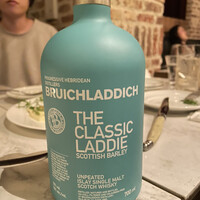 PROGRESSIVE HEBRIDEAN
DISTILLERS
BRUICHLADDICH
THE
CLASSIC
LADDIE
SCOTTISH BARLEY
UNPEATED
ISLAY SINGLE MALT
SCOTCH WHISKY
700 ml